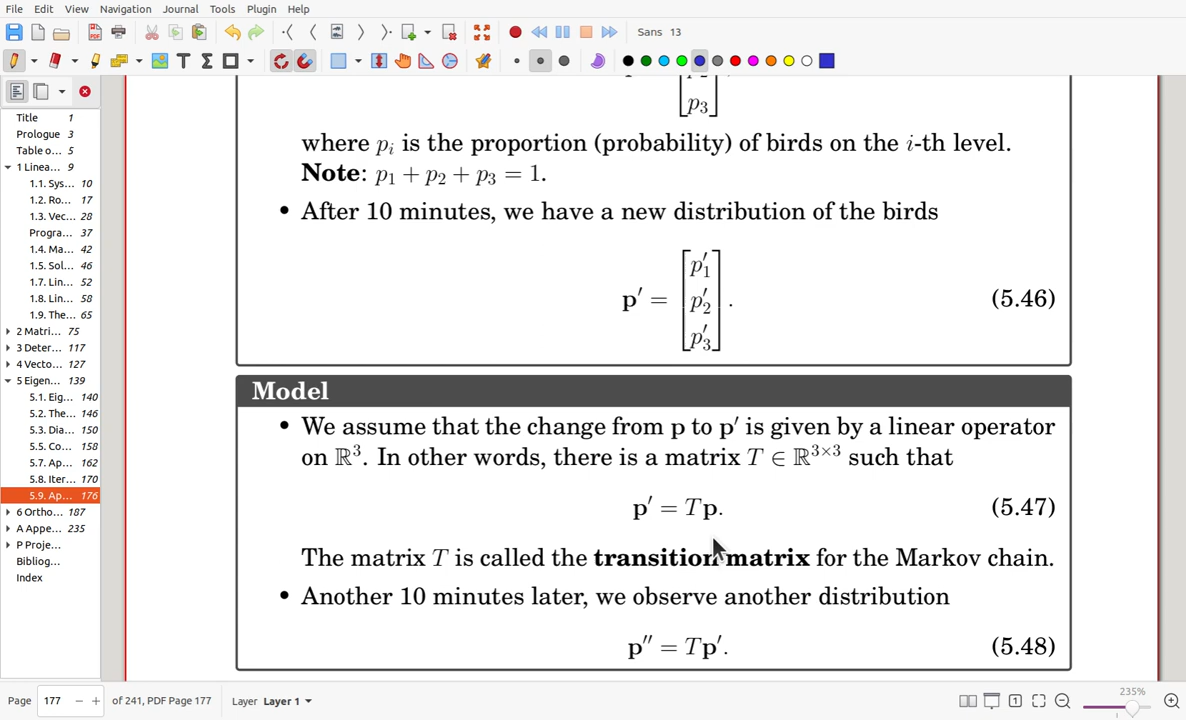 File Edit View Navigation Journal Tools Plugin Help
Sans 13
Title 1
Prologue 3
Table o... 5
1 Linea... 9
1.1. Sys... 10
1.2. Ro... 17
1.3. Vec... 28
Progra... 37
1.4. Ma... 42
1.5. Sol... 46
1.7. Lin... 52
1.8. Lin... 58
1.9. The... 65
2 Matri... 75
3 Deter... 117
4 Vecto... 127
5 Eigen... 139
5.1. Eig... 140
5.2. The... 146
5.3. Dia... 150
5.5. Co... 158
5.7. Ap... 162
5.8. Iter... 170
5.9. Ap... 176
6 Ortho... 187
A Appe... 235
P Proje...
Bibliog...
Index
p₃
where pᵢ is the proportion (probability) of birds on the i-th level.
Note: p₁ + p₂ + p₃ = 1.
• After 10 minutes, we have a new distribution of the birds
p′ = [p′₁ p′₂ p′₃]. (5.46)
Model
• We assume that the change from p to p′ is given by a linear operator
on ℝ³. In other words, there is a matrix T ∈ ℝ³ˣ³ such that
p′ = Tp. (5.47)
The matrix T is called the transition matrix for the Markov chain.
• Another 10 minutes later, we observe another distribution
p″ = Tp′. (5.48)
Page 177 − + of 241, PDF Page 177 Layer Layer 1 235%